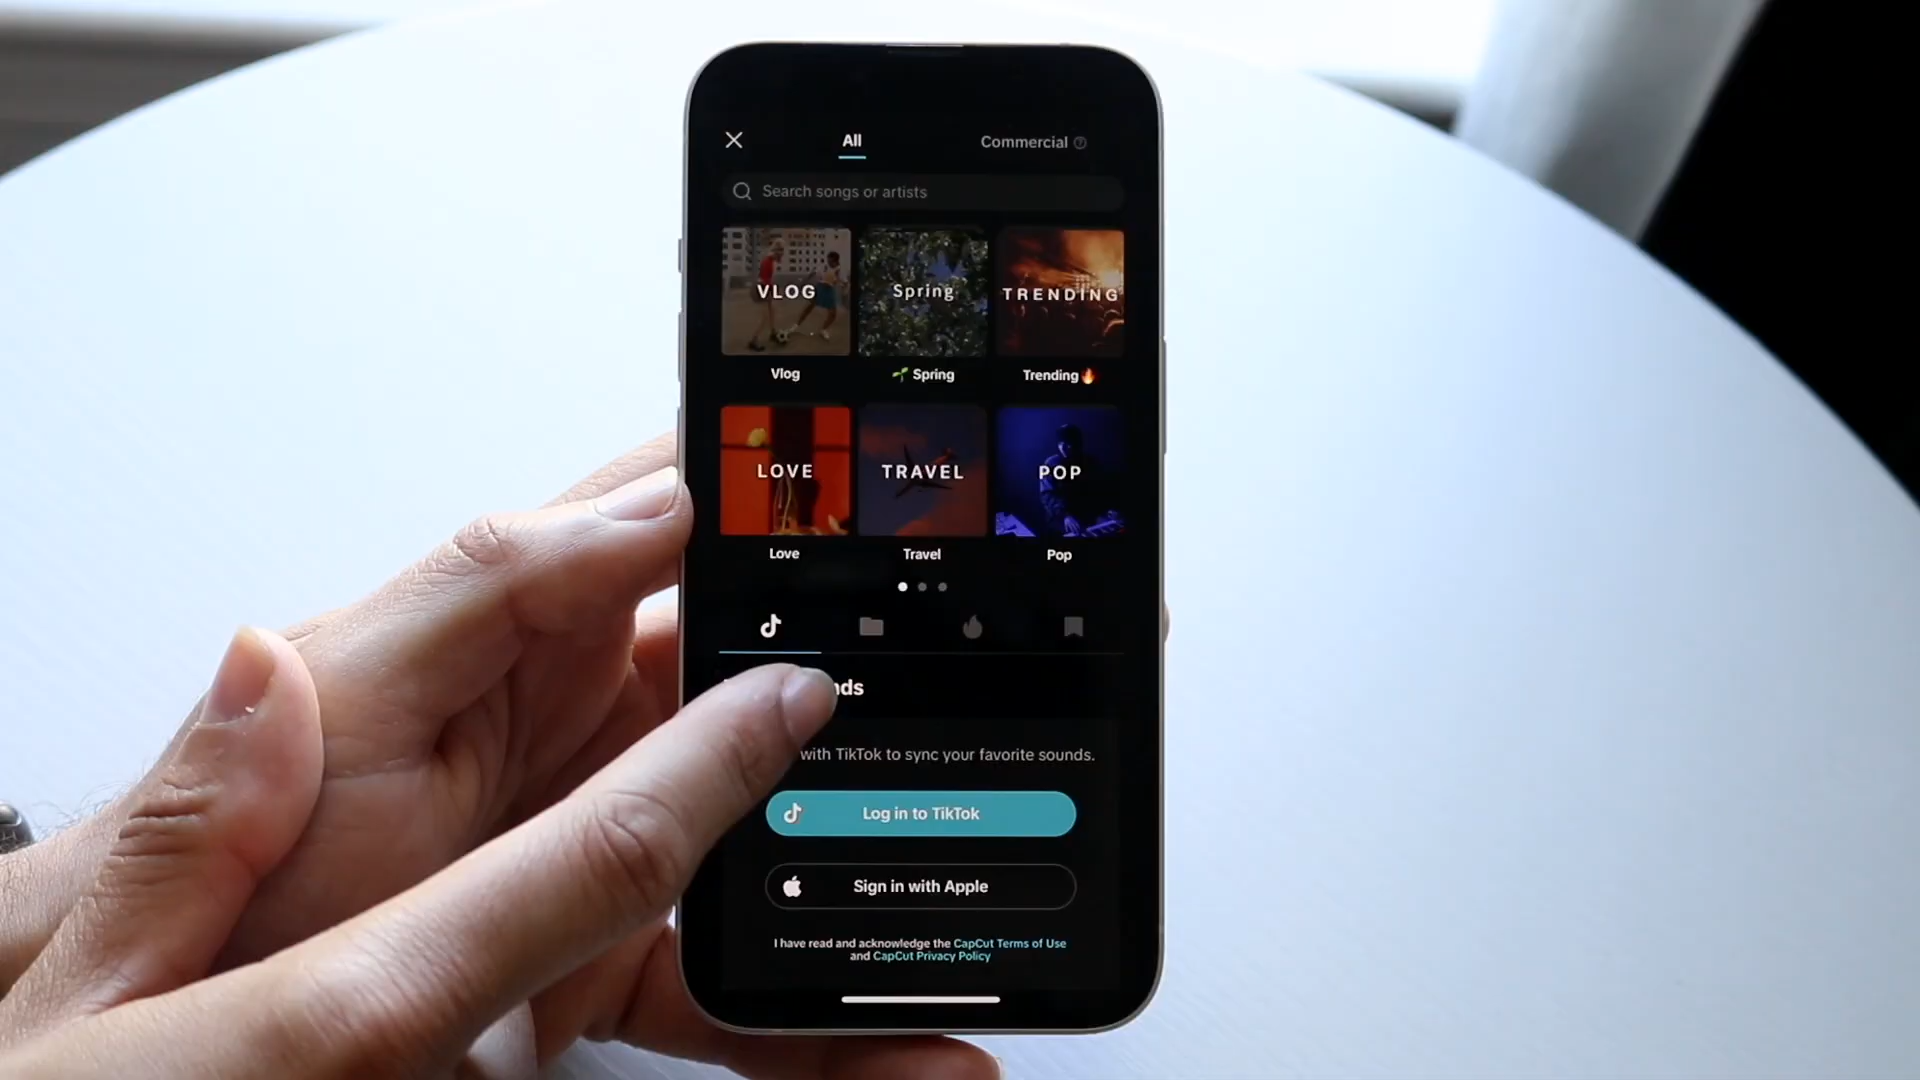 All
Commercial
Search songs or artists
VLOG
Spring
TRENDING
Vlog
🌱 Spring
Trending🔥
LOVE
TRAVEL
POP
Love
Travel
Pop
with TikTok to sync your favorite sounds.
Log in to TikTok
Sign in with Apple
I have read and acknowledge the CapCut Terms of Use
and CapCut Privacy Policy